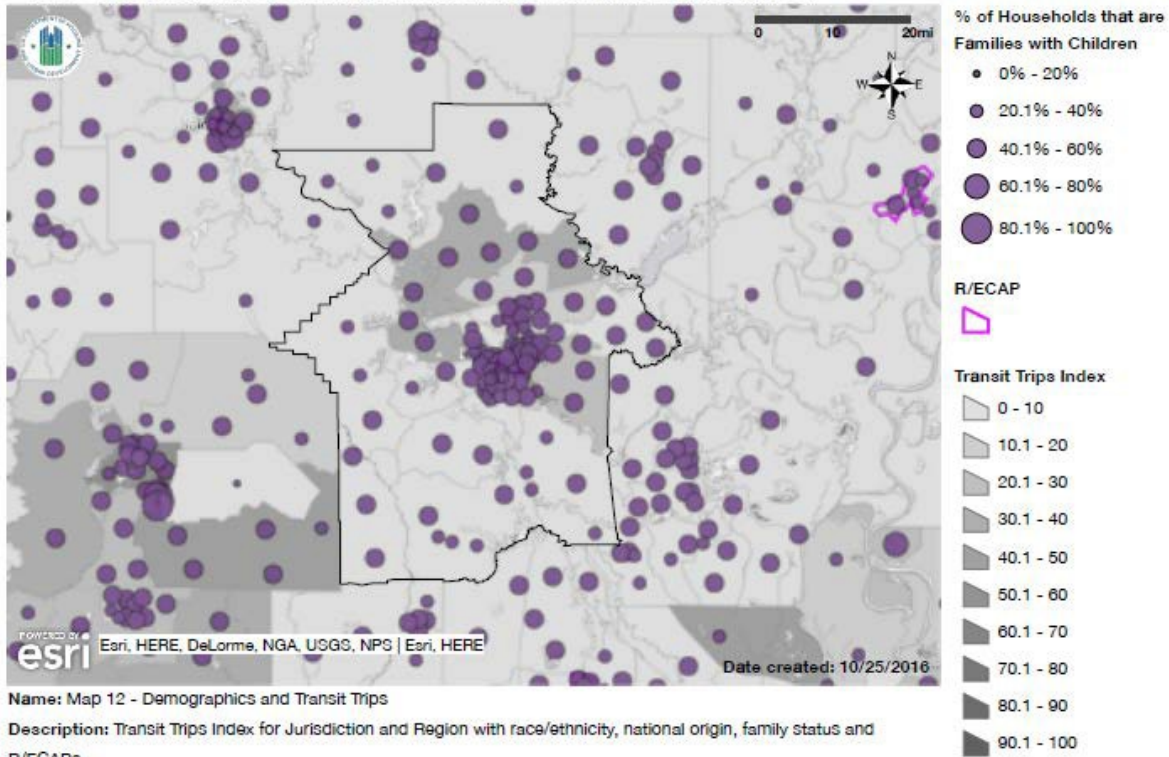 0 10 20mi
N
W E
S
POWERED BY
esri
Esri, HERE, DeLorme, NGA, USGS, NPS | Esri, HERE
Date created: 10/25/2016
Name: Map 12 - Demographics and Transit Trips
Description: Transit Trips Index for Jurisdiction and Region with race/ethnicity, national origin, family status and
R/ECAPs
% of Households that are
Families with Children
0% - 20%
20.1% - 40%
40.1% - 60%
60.1% - 80%
80.1% - 100%
R/ECAP
Transit Trips Index
0 - 10
10.1 - 20
20.1 - 30
30.1 - 40
40.1 - 50
50.1 - 60
60.1 - 70
70.1 - 80
80.1 - 90
90.1 - 100